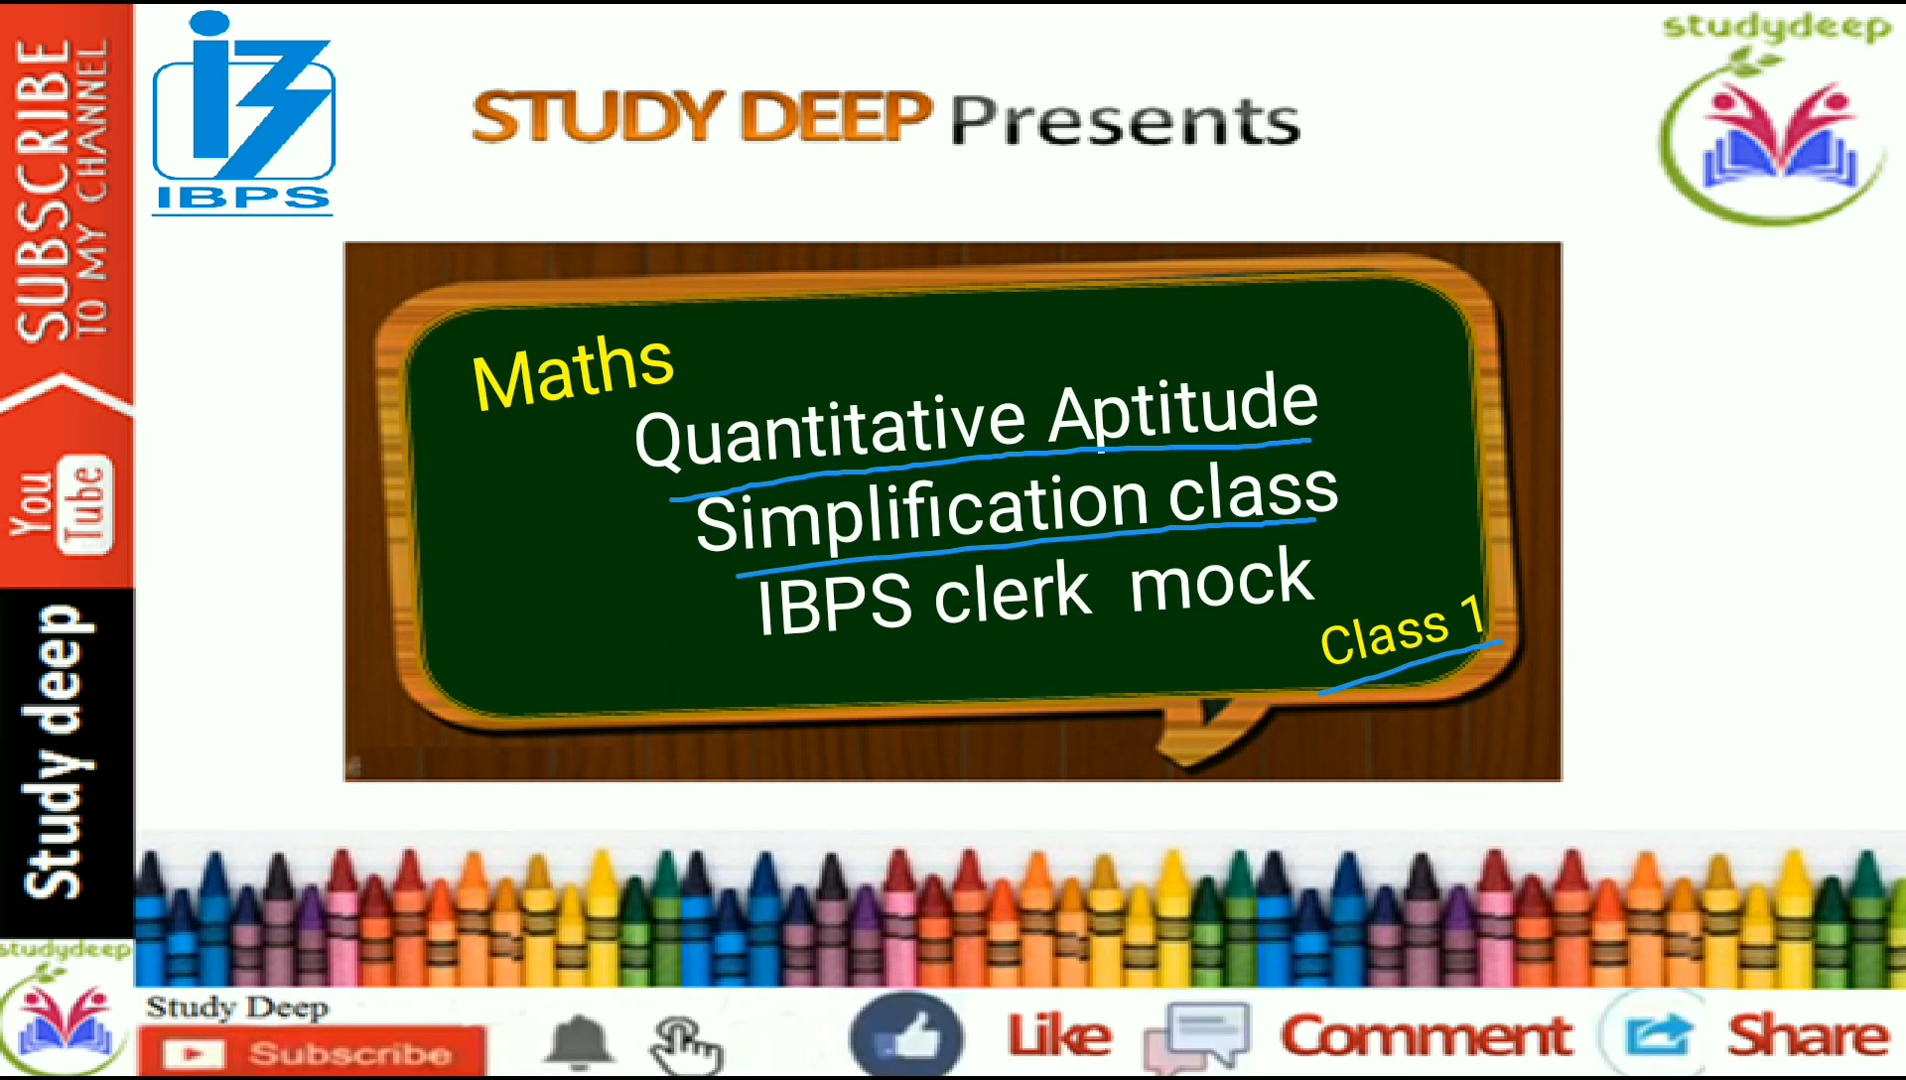 SUBSCRIBE
TO MY CHANNEL
You
Tube
Study deep
studydeep
IBPS
STUDY DEEP Presents
studydeep
Maths
Quantitative Aptitude
Simplification class
IBPS clerk mock
Class 1
Study Deep
Subscribe
Like
Comment
Share